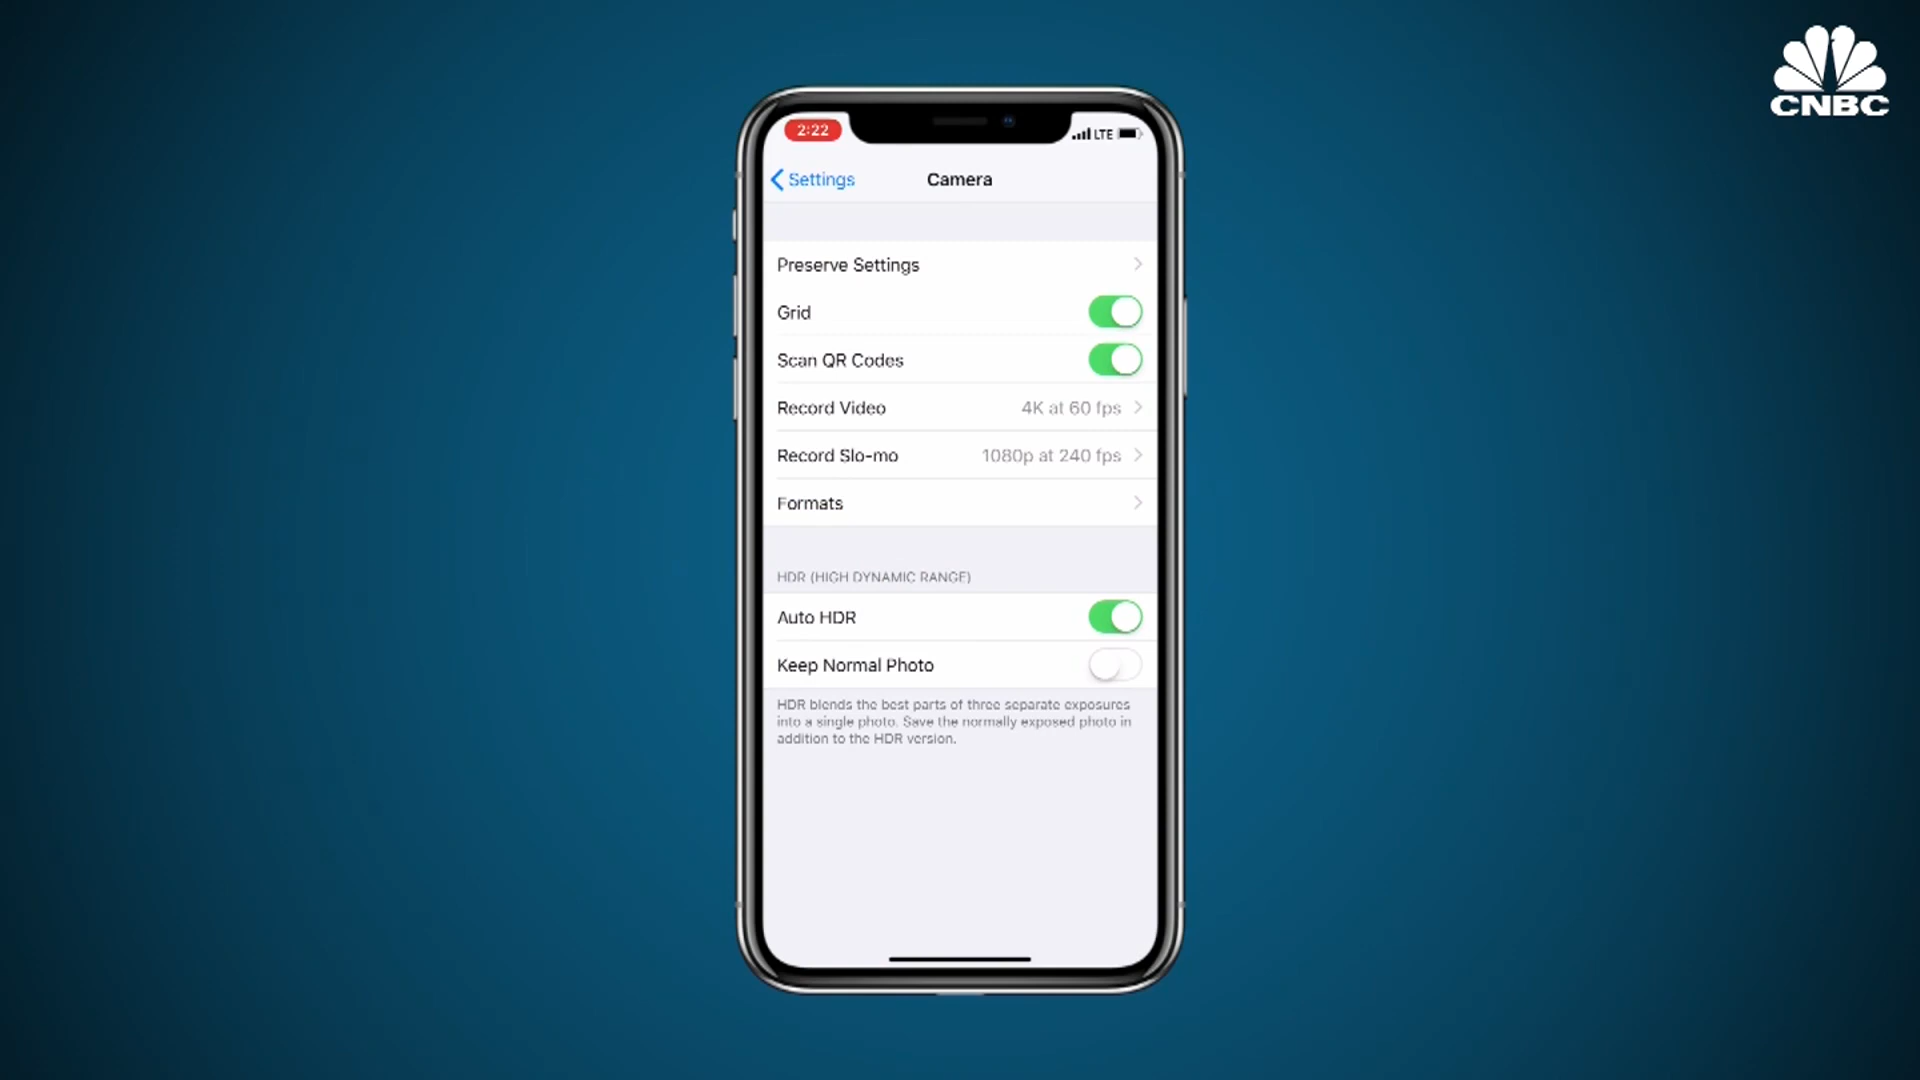 CNBC
2:22
LTE
Settings
Camera
Preserve Settings
Grid
Scan QR Codes
Record Video 4K at 60 fps
Record Slo-mo 1080p at 240 fps
Formats
HDR (HIGH DYNAMIC RANGE)
Auto HDR
Keep Normal Photo
HDR blends the best parts of three separate exposures
into a single photo. Save the normally exposed photo in
addition to the HDR version.